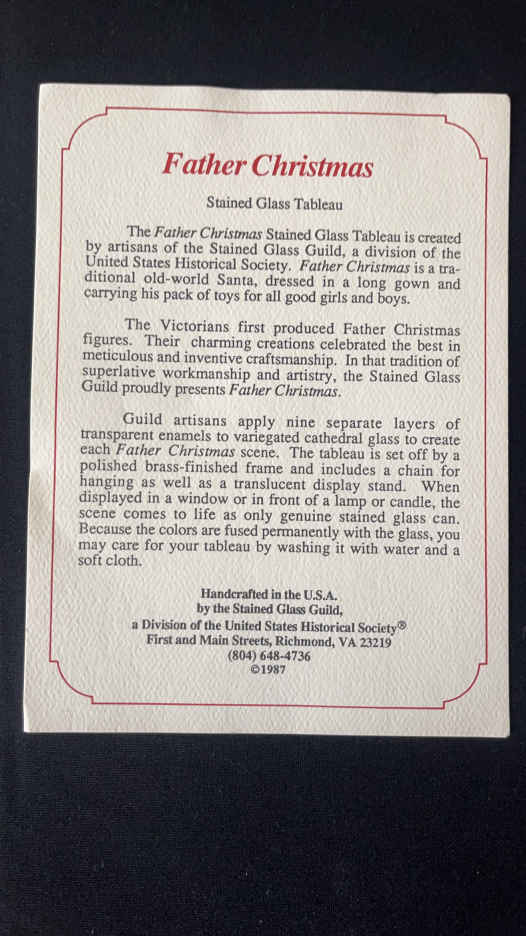 Father Christmas
Stained Glass Tableau
The Father Christmas Stained Glass Tableau is created
by artisans of the Stained Glass Guild, a division of the
United States Historical Society. Father Christmas is a tra-
ditional old-world Santa, dressed in a long gown and
carrying his pack of toys for all good girls and boys.
The Victorians first produced Father Christmas
figures. Their charming creations celebrated the best in
meticulous and inventive craftsmanship. In that tradition of
superlative workmanship and artistry, the Stained Glass
Guild proudly presents Father Christmas.
Guild artisans apply nine separate layers of
transparent enamels to variegated cathedral glass to create
each Father Christmas scene. The tableau is set off by a
polished brass-finished frame and includes a chain for
hanging as well as a translucent display stand. When
displayed in a window or in front of a lamp or candle, the
scene comes to life as only genuine stained glass can.
Because the colors are fused permanently with the glass, you
may care for your tableau by washing it with water and a
soft cloth.
Handcrafted in the U.S.A.
by the Stained Glass Guild,
a Division of the United States Historical Society®
First and Main Streets, Richmond, VA 23219
(804) 648-4736
©1987